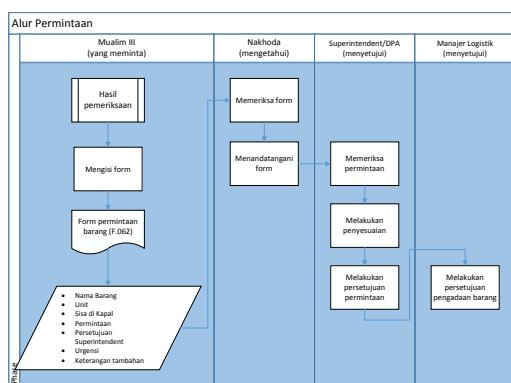 Alur Permintaan
Mualim III
(yang meminta)
Nakhoda
(mengetahui)
Superintendent/DPA
(menyetujui)
Manajer Logistik
(menyetujui)
Hasil
pemeriksaan
Mengisi form
Form permintaan
barang (F.062)
• Nama Barang
• Unit
• Sisa di Kapal
• Permintaan
• Persetujuan
Superintendent
• Urgensi
• Keterangan tambahan
Memeriksa form
Menandatangani
form
Memeriksa
permintaan
Melakukan
penyesuaian
Melakukan
persetujuan
permintaan
Melakukan
persetujuan
pengadaan barang
Phase